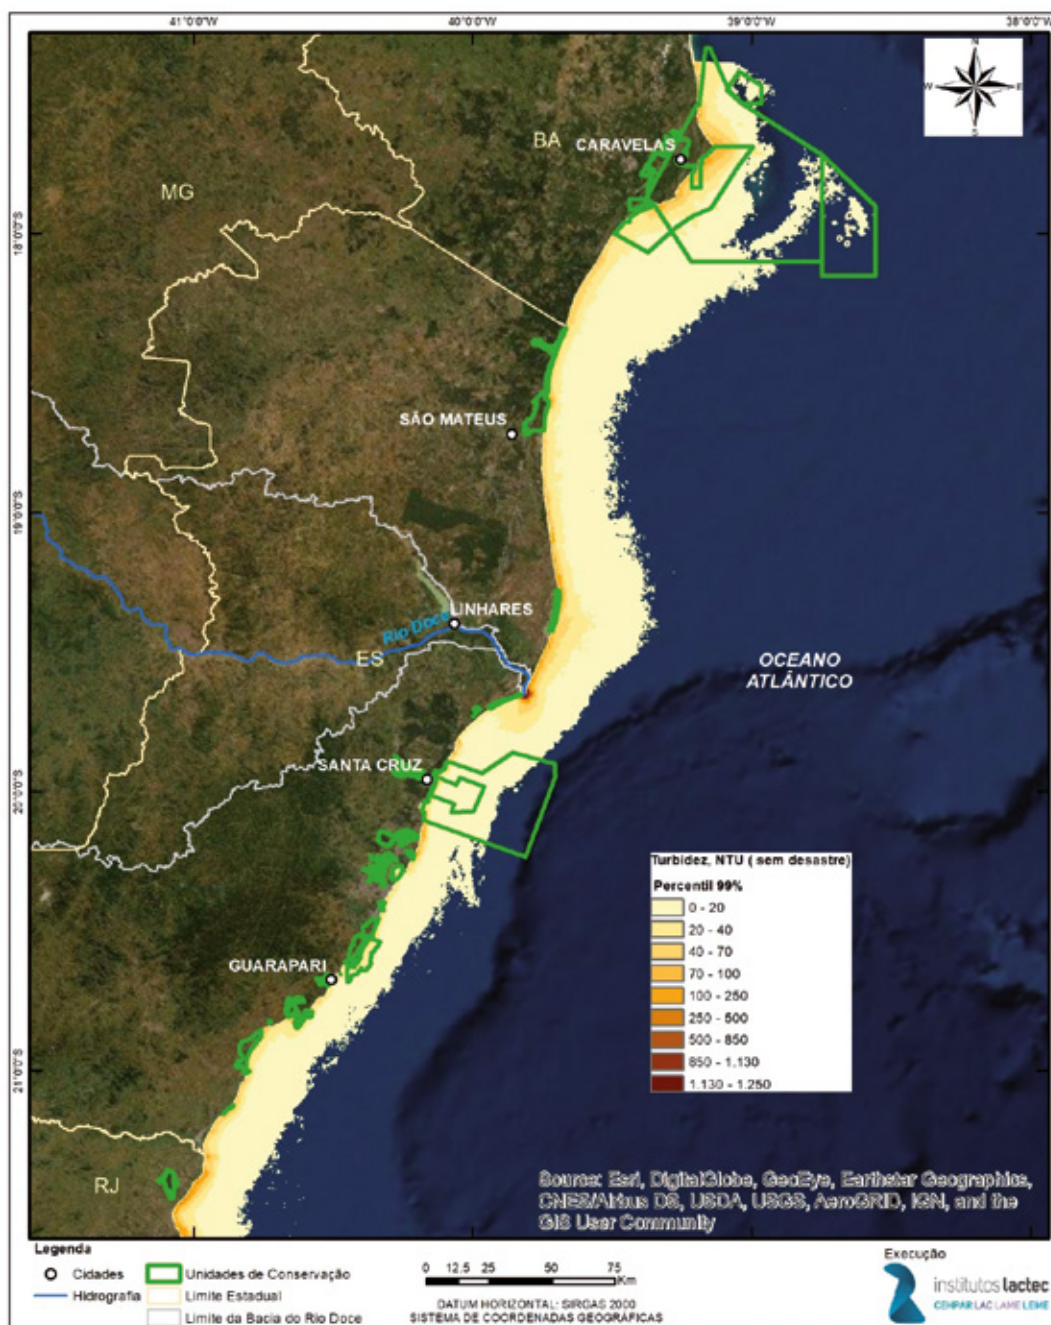 41°0'0"W 40°0'0"W 39°0'0"W 38°0'0"W
N
W E
S
BA
CARAVELAS
MG
18°0'0"S
SÃO MATEUS
19°0'0"S
LINHARES
Rio Doce
ES
OCEANO
ATLÂNTICO
SANTA CRUZ
20°0'0"S
Turbidez, NTU ( sem desastre)
Percentil 99%
0 - 20
20 - 40
40 - 70
70 - 100
100 - 250
250 - 500
500 - 850
850 - 1.130
1.130 - 1.250
GUARAPARI
21°0'0"S
RJ
Source: Esri, DigitalGlobe, GeoEye, Earthstar Geographics,
CNES/Airbus DS, USDA, USGS, AeroGRID, IGN, and the
GIS User Community
Legenda
Cidades
Hidrografia
Unidades de Conservação
Limite Estadual
Limite da Bacia do Rio Doce
0 12.5 25 50 75
Km
DATUM HORIZONTAL: SIRGAS 2000
SISTEMA DE COORDENADAS GEOGRÁFICAS
Execução
institutos lactec
CEHPAR LAC LAME LEME